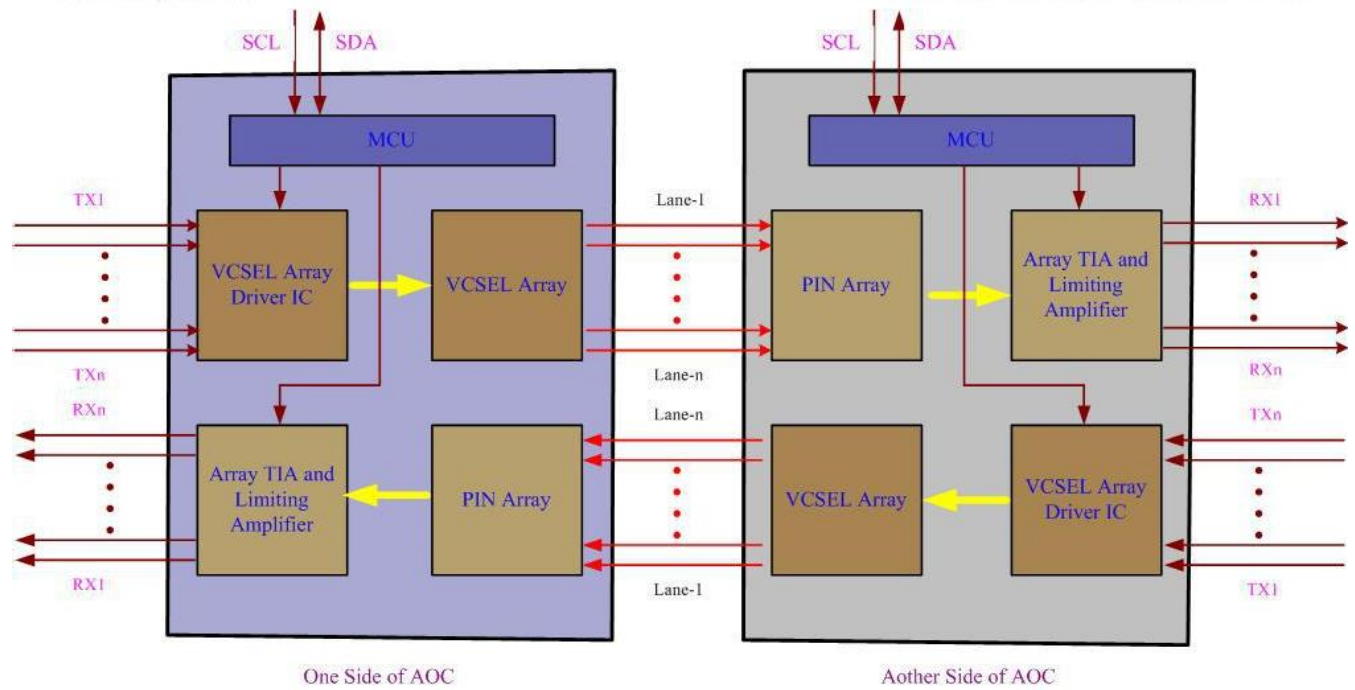 SCL SDA SCL SDA
MCU MCU
TX1 Lane-1 RX1
VCSEL Array
Driver IC
VCSEL Array
PIN Array
Array TIA and
Limiting
Amplifier
TXn Lane-n RXn
RXn Lane-n TXn
Array TIA and
Limiting
Amplifier
PIN Array
VCSEL Array
VCSEL Array
Driver IC
RX1 Lane-1 TX1
One Side of AOC Aother Side of AOC